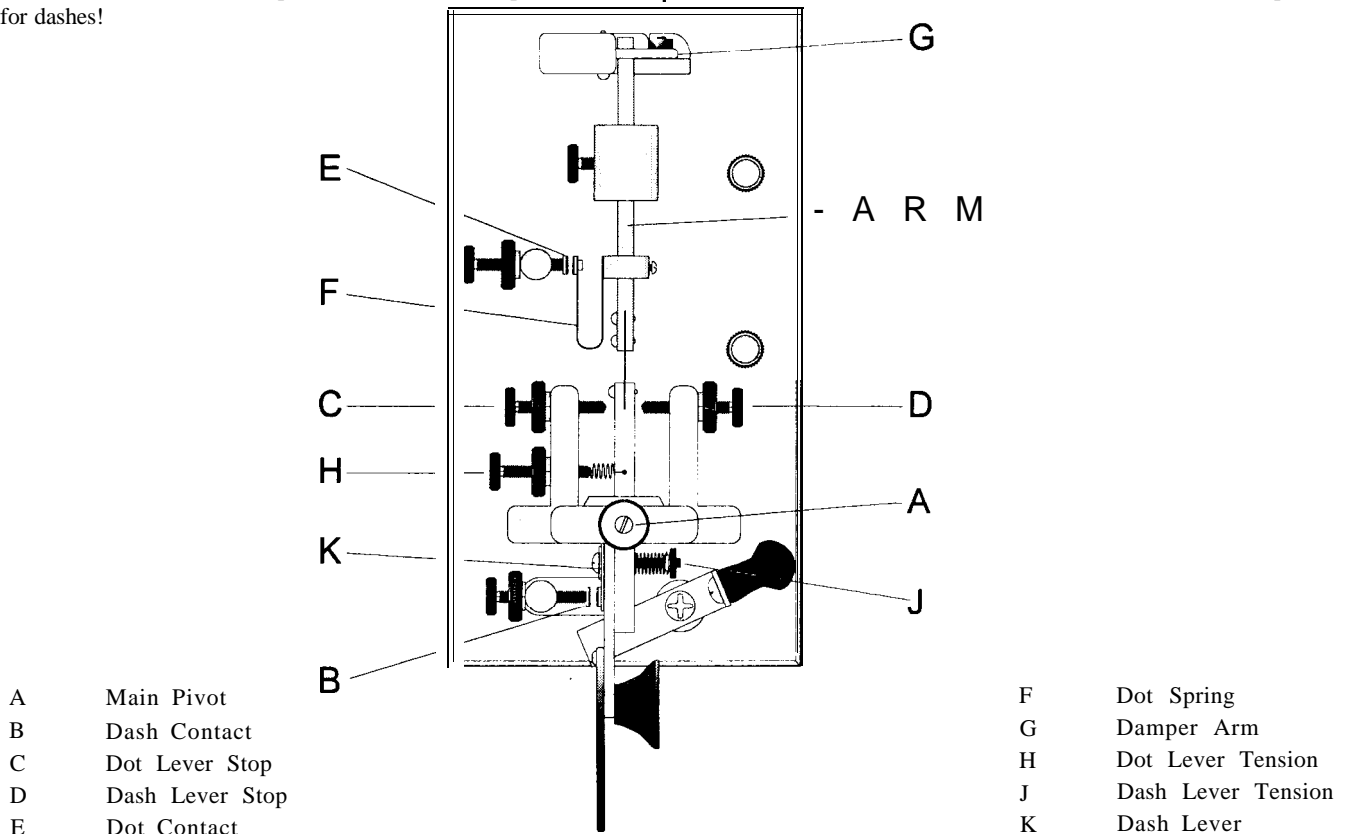 for dashes!
G
E
- A R M
F
C
D
H
A
K
J
B
A Main Pivot
B Dash Contact
C Dot Lever Stop
D Dash Lever Stop
E Dot Contact
F Dot Spring
G Damper Arm
H Dot Lever Tension
J Dash Lever Tension
K Dash Lever